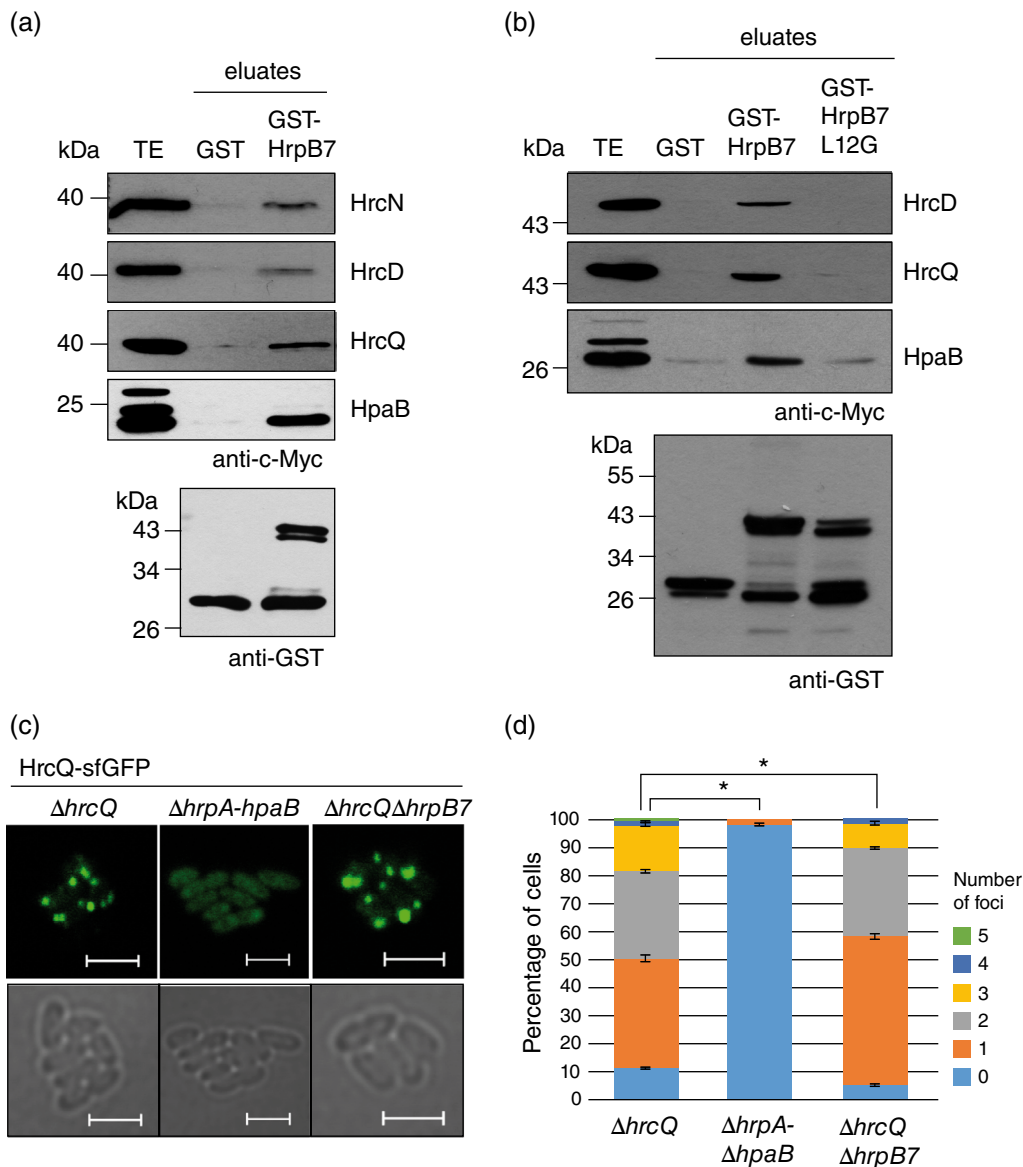 (a)
eluates
kDa TE GST GST-HrpB7
40 HrcN
40 HrcD
40 HrcQ
25 HpaB
anti-c-Myc
kDa
43
34
26
anti-GST
(b)
eluates
kDa TE GST GST-HrpB7 GST-HrpB7 L12G
43 HrcD
43 HrcQ
26 HpaB
anti-c-Myc
kDa
55
43
34
26
anti-GST
(c)
HrcQ-sfGFP
ΔhrcQ ΔhrpA-hpaB ΔhrcQΔhrpB7
(d)
* 
*
Percentage of cells
100
90
80
70
60
50
40
30
20
10
0
ΔhrcQ
ΔhrpA-
ΔhpaB
ΔhrcQ
ΔhrpB7
Number
of foci
5
4
3
2
1
0